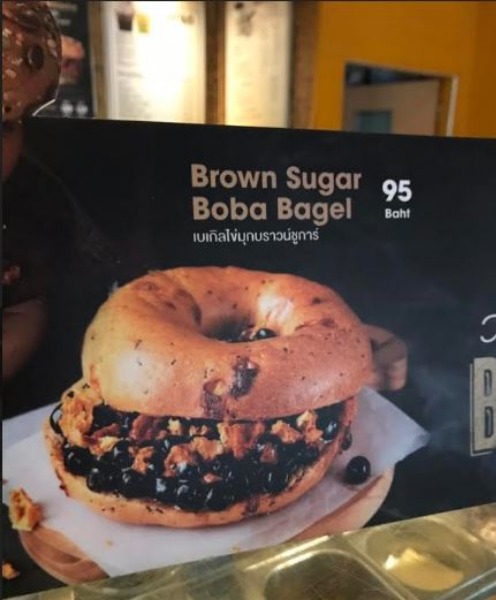 Brown Sugar
Boba Bagel
95
Baht
เบเกิลไข่มุกบราวน์ชูการ์
B